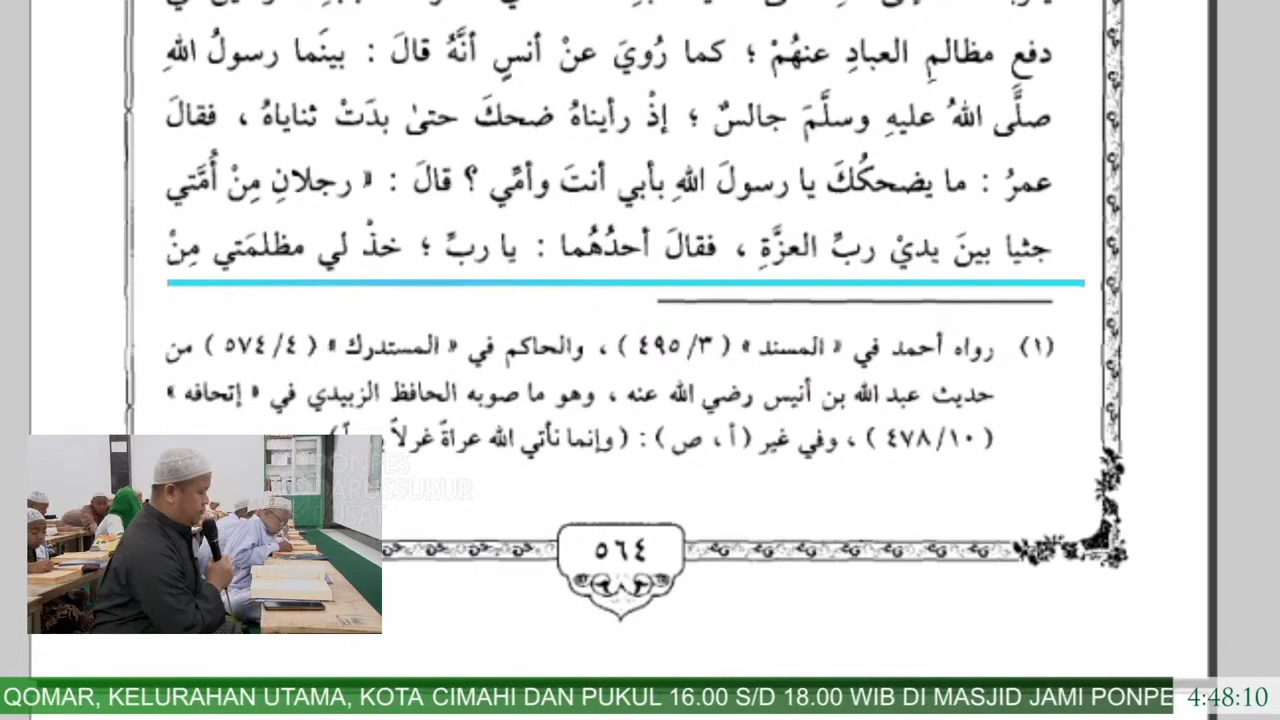 دفع مظالمِ العبادِ عنهُمْ ؛ كما رُوِيَ عنْ أنسٍ أنَّهُ قالَ : بينَما رسولُ اللهِ
صلَّى اللهُ عليهِ وسلَّمَ جالسٌ ؛ إذْ رأيناهُ ضحكَ حتىٰ بدَتْ ثناياهُ ، فقالَ
عمرُ : ما يضحكُكَ يا رسولَ اللهِ بأبي أنتَ وأمِّي ؟ قالَ : « رجلانِ مِنْ أُمَّتي
جثيا بينَ يديْ ربِّ العزَّةِ ، فقالَ أحدُهُما : يا ربِّ ؛ خذْ لي مظلمَتي مِنْ
(١) رواه أحمد في « المسند » ( ٤٩٥/٣ ) ، والحاكم في « المستدرك » ( ٥٧٤/٤ ) من
حديث عبد الله بن أنيس رضي الله عنه ، وهو ما صوبه الحافظ الزبيدي في « إتحافه »
( ٤٧٨/١٠ ) ، وفي غير ( أ ، ص ) : ( وإنما نأتي الله عراةً غرلاً
PONPES
DARUSSURUR
PUSAT
٥٦٤
QOMAR, KELURAHAN UTAMA, KOTA CIMAHI DAN PUKUL 16.00 S/D 18.00 WIB DI MASJID JAMI PONPE
4:48:10